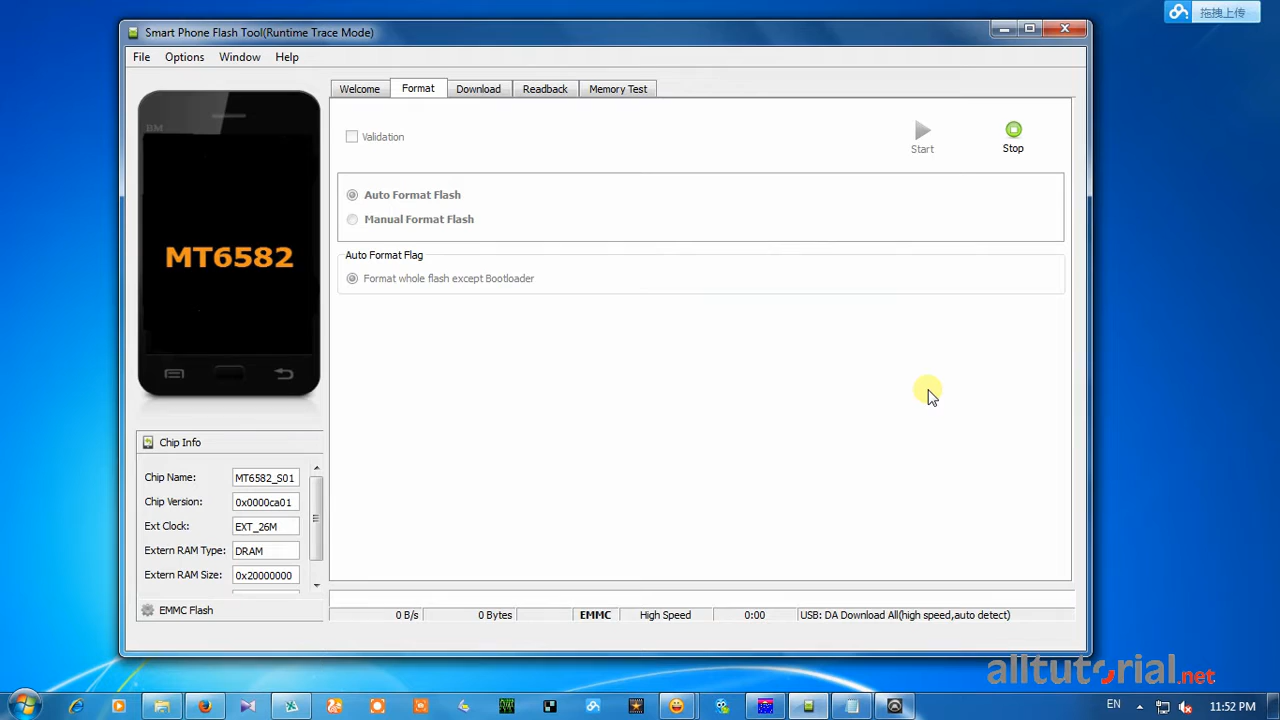 拖拽上传
Smart Phone Flash Tool(Runtime Trace Mode)
File Options Window Help
Welcome Format Download Readback Memory Test
BM
Validation
Start
Stop
Auto Format Flash
Manual Format Flash
MT6582
Auto Format Flag
Format whole flash except Bootloader
Chip Info
Chip Name: MT6582_S01
Chip Version: 0x0000ca01
Ext Clock: EXT_26M
Extern RAM Type: DRAM
Extern RAM Size: 0x20000000
EMMC Flash
0 B/s 0 Bytes EMMC High Speed 0:00 USB: DA Download All(high speed,auto detect)
alltutorial.net
EN 11:52 PM